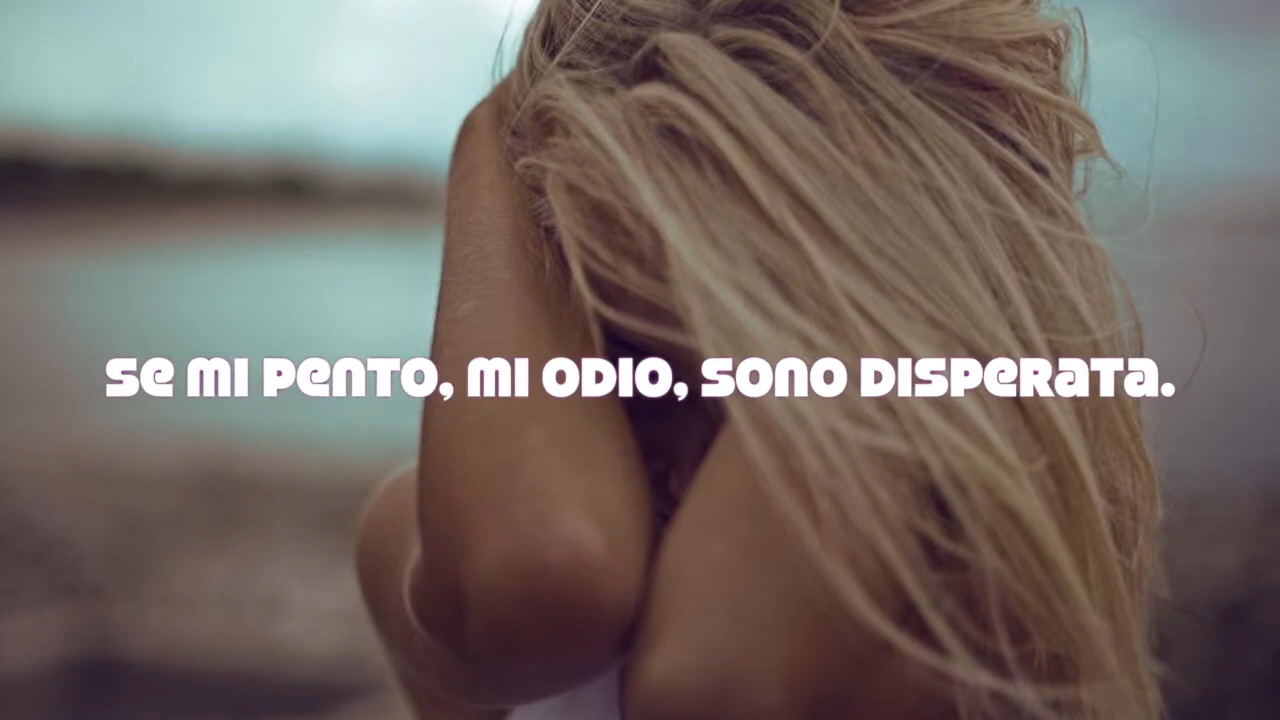 Se mi pento, mi odio, sono disperata.